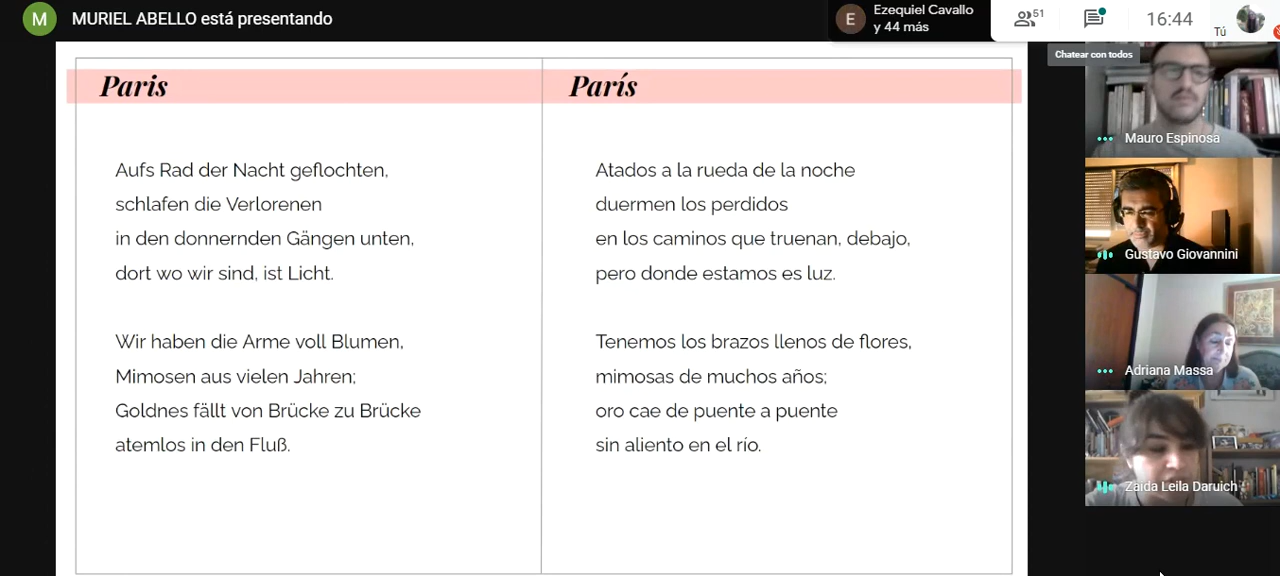 M
MURIEL ABELLO está presentando
E
Ezequiel Cavallo
y 44 más
51
16:44
Tú
Chatear con todos
Paris
Aufs Rad der Nacht geflochten,
schlafen die Verlorenen
in den donnernden Gängen unten,
dort wo wir sind, ist Licht.
Wir haben die Arme voll Blumen,
Mimosen aus vielen Jahren;
Goldnes fällt von Brücke zu Brücke
atemlos in den Fluß.
París
Atados a la rueda de la noche
duermen los perdidos
en los caminos que truenan, debajo,
pero donde estamos es luz.
Tenemos los brazos llenos de flores,
mimosas de muchos años;
oro cae de puente a puente
sin aliento en el río.
Mauro Espinosa
Gustavo Giovannini
Adriana Massa
Zaida Leila Daruich